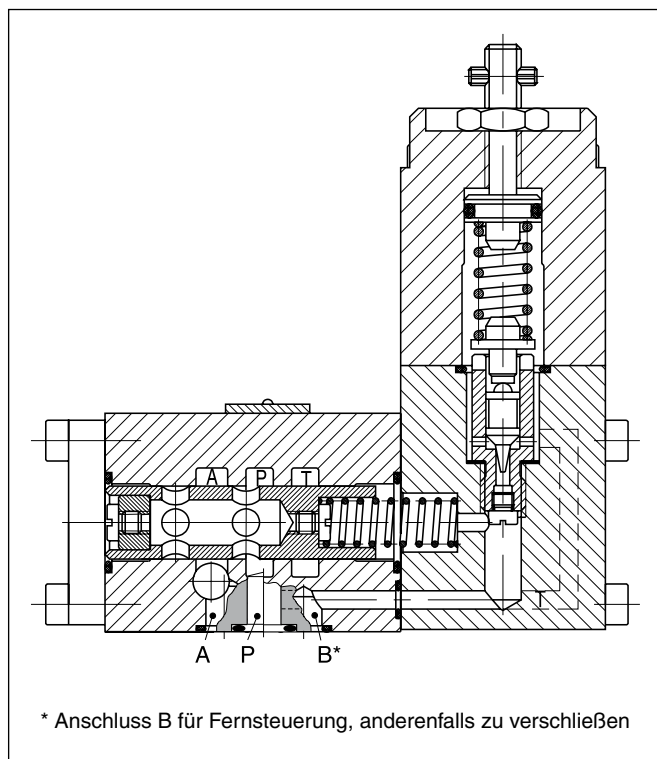 A P T
T
A P B*
* Anschluss B für Fernsteuerung, anderenfalls zu verschließen